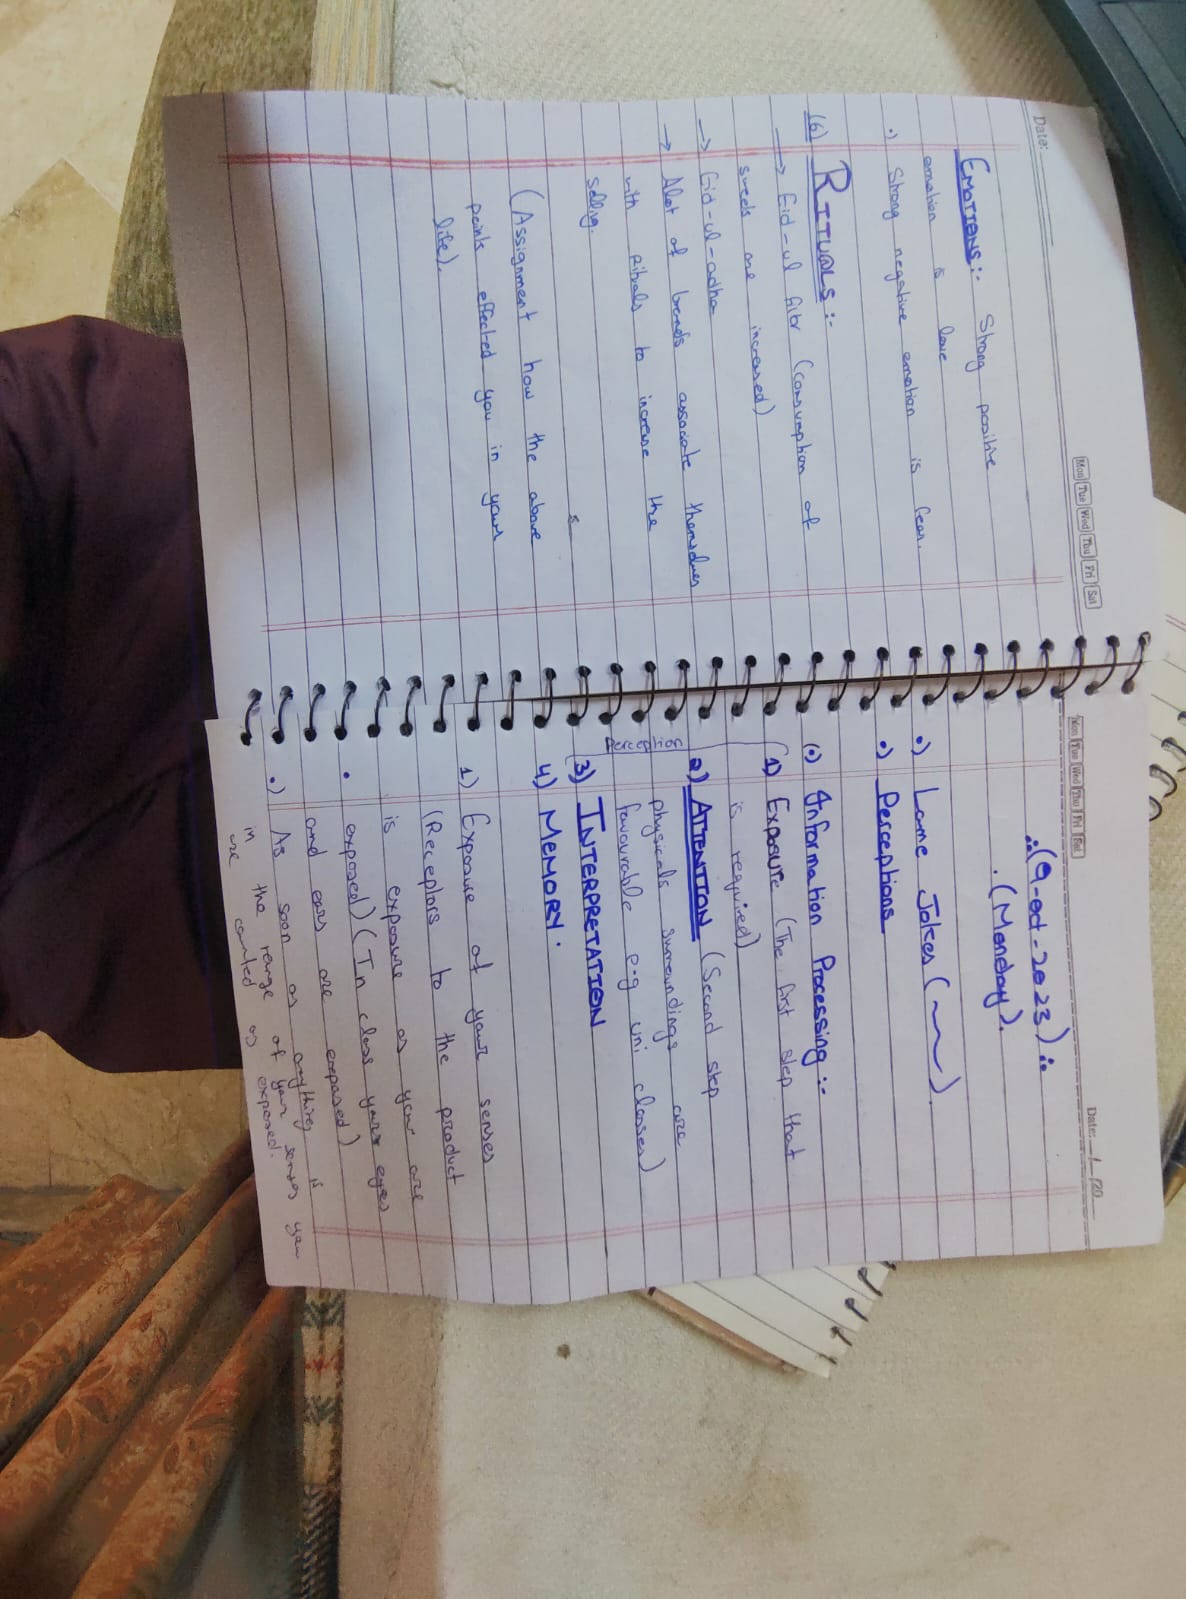 Mon Tue Wed Thu Fri Sat
Date:
EMOTIONS:- Strong positive
emotion is love
.) Strong negative emotion is fear.
(6) RITUALS :-
→ Eid-ul fitr (consumption of
sweets are increased)
→ Eid-ul-adha
→ Alot of brands associate themselves
with Rituals to increase the
selling.
(Assignment how the above
points effected you in your
life).
Mon Tue Wed Thu Fri Sat
Date: / /20
∴(9-oct-2023)∴
.(Monday).
.) Lame Jokes (~~).
.) Perceptions
(.) Information Processing :-
1) Exposure (The first step that
is required)
2) ATTENTION (Second step
physicals surroundings are
favourable e.g uni classes)
3) INTERPRETATION
4) MEMORY.
Perception
1) Exposure of your senses
(Receptors to the product
is exposure as your are
. exposed) (In class your eyes
and ears are exposed)
.) As soon as anything is
in the range of your senses you
are counted as exposed.